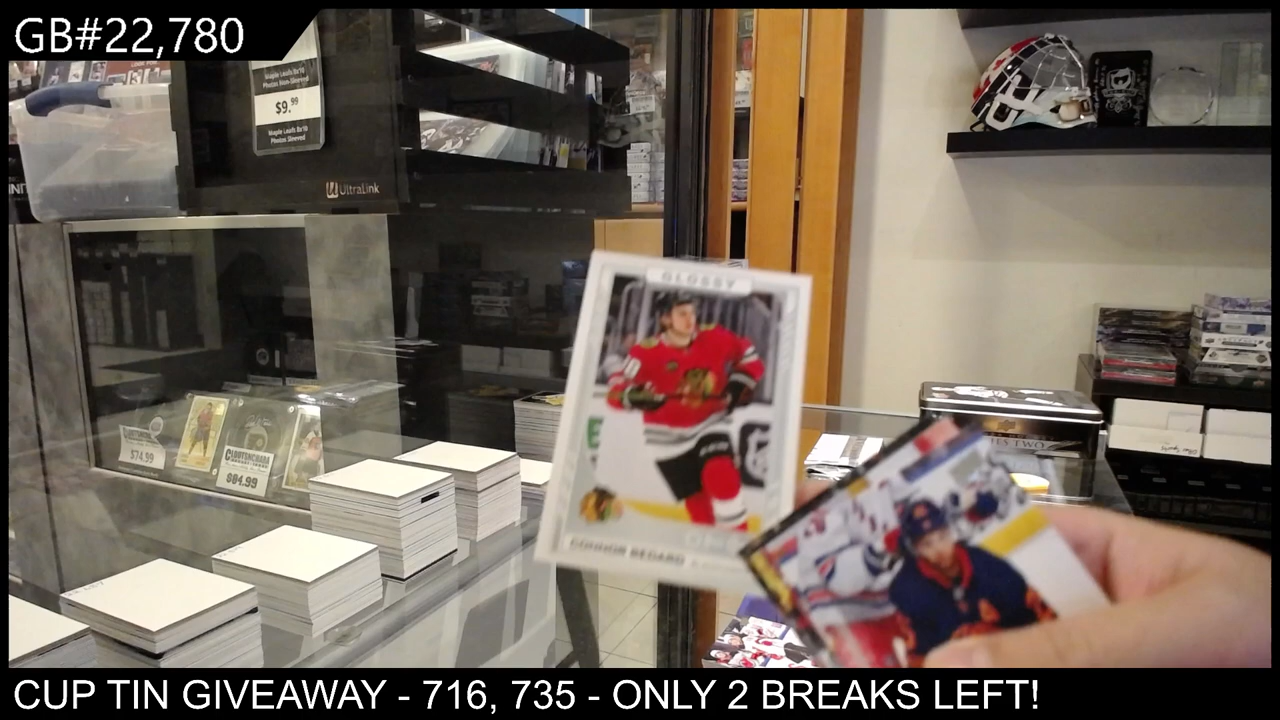 GB#22,780
Maple Leafs 8x10
Photos Non-Sleeved
$9.99
Maple Leafs 8x10
Photos Sleeved
UltraLink
GLOSSY
CONNOR BEDARD
$74.99
$84.99
CUP TIN GIVEAWAY - 716, 735 - ONLY 2 BREAKS LEFT!